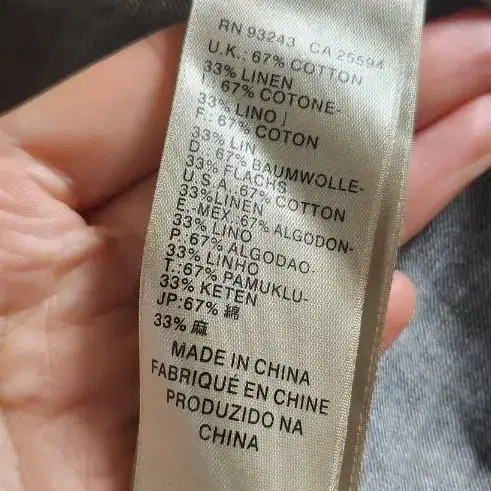 RN 93243 CA 25594
U.K.: 67% COTTON
33% LINEN
I.: 67% COTONE-
33% LINO
F: 67% COTON
33% LIN
D.: 67% BAUMWOLLE-
33% FLACHS
U.S.A.: 67% COTTON
33%LINEN
E.-MEX.:67% ALGODON-
33% LINO
P.:67% ALGODAO-
33% LINHO
T.:67% PAMUKLU-
33% KETEN
JP:67% 綿
33% 麻
MADE IN CHINA
FABRIQUÉ EN CHINE
PRODUZIDO NA
CHINA